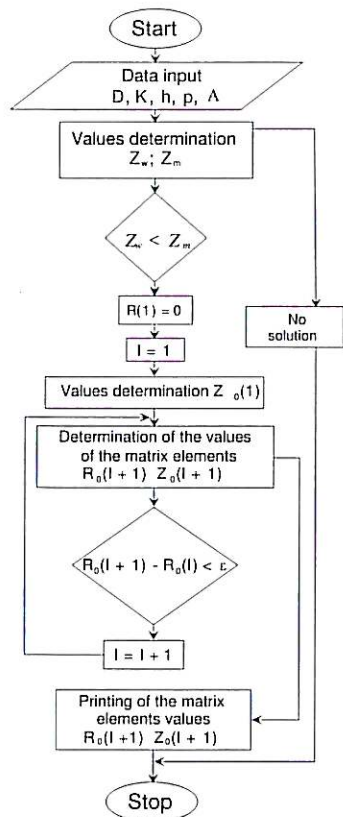 Start
Data input
D, K, h, p, Λ
Values determination
Z_w; Z_m
Z_w < Z_m
R(1) = 0
I = 1
No
solution
Values determination Z_0(1)
Determination of the values
of the matrix elements
R_0(I + 1) Z_0(I + 1)
R_0(I + 1) - R_0(I) < ε
I = I + 1
Printing of the matrix
elements values
R_0(I +1) Z_0(I + 1)
Stop